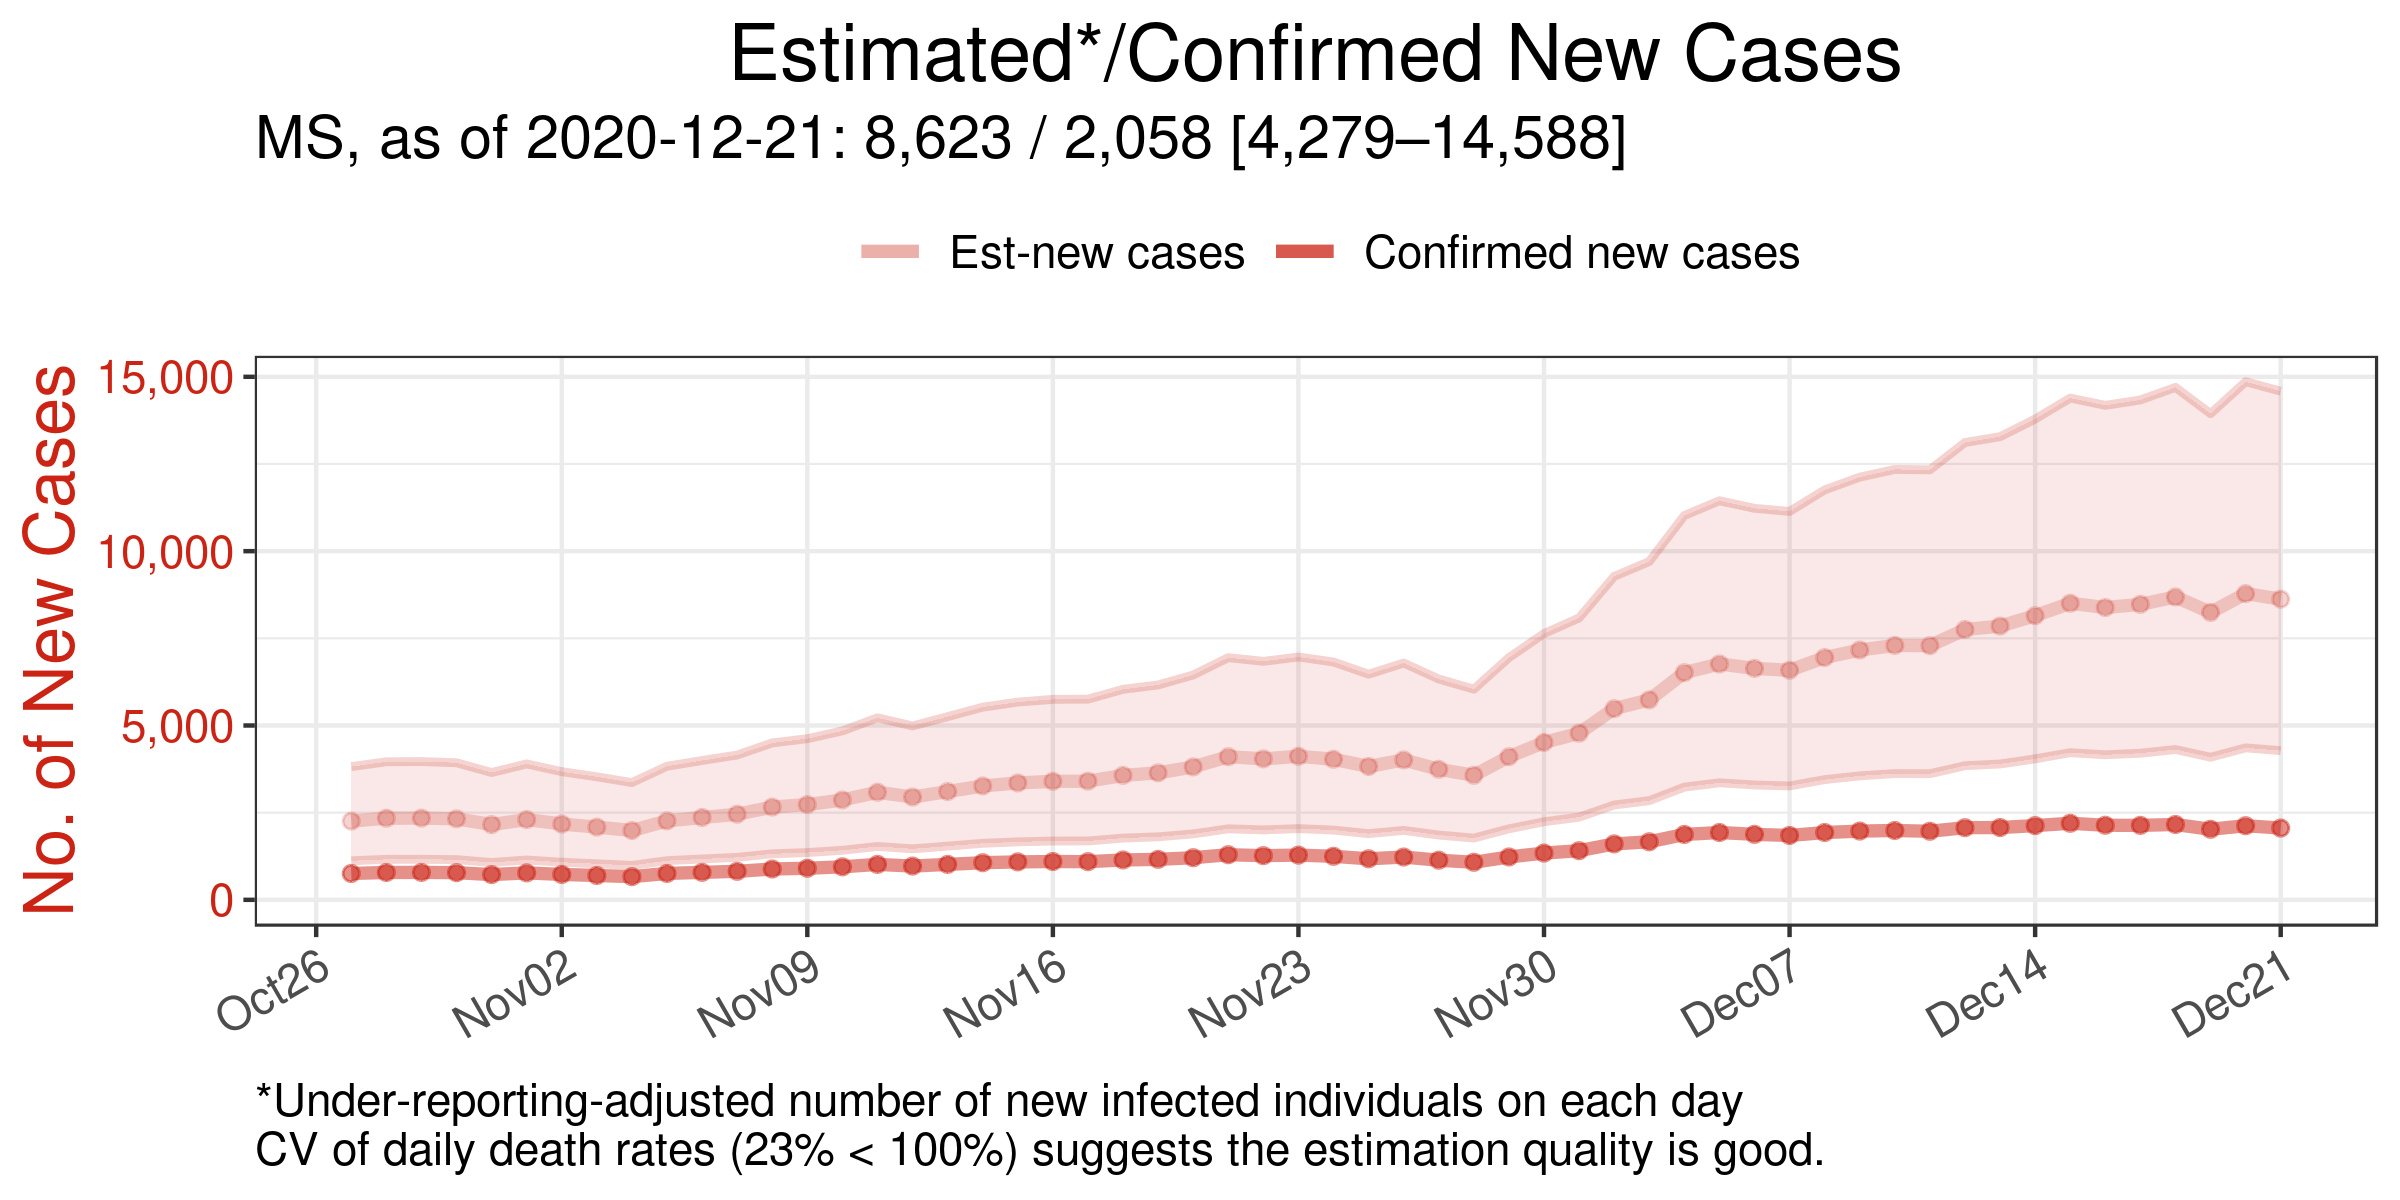 Estimated*/Confirmed New Cases
MS, as of 2020-12-21: 8,623 / 2,058 [4,279–14,588]
Est-new cases
Confirmed new cases
No. of New Cases
15,000
10,000
5,000
0
Oct26
Nov02
Nov09
Nov16
Nov23
Nov30
Dec07
Dec14
Dec21
*Under-reporting-adjusted number of new infected individuals on each day
CV of daily death rates (23% < 100%) suggests the estimation quality is good.